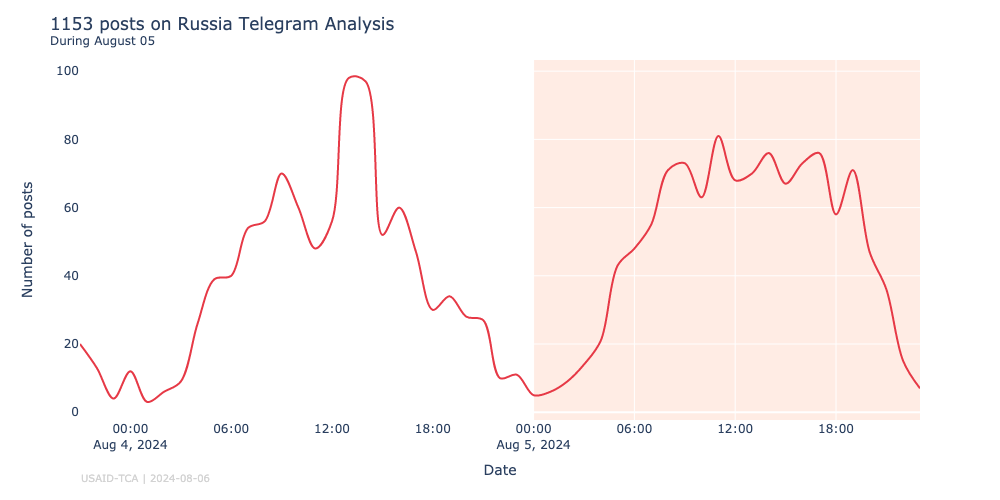 1153 posts on Russia Telegram Analysis
During August 05
Number of posts
100
80
60
40
20
0
00:00 06:00 12:00 18:00 00:00 06:00 12:00 18:00
Aug 4, 2024 Aug 5, 2024
Date
USAID-TCA | 2024-08-06